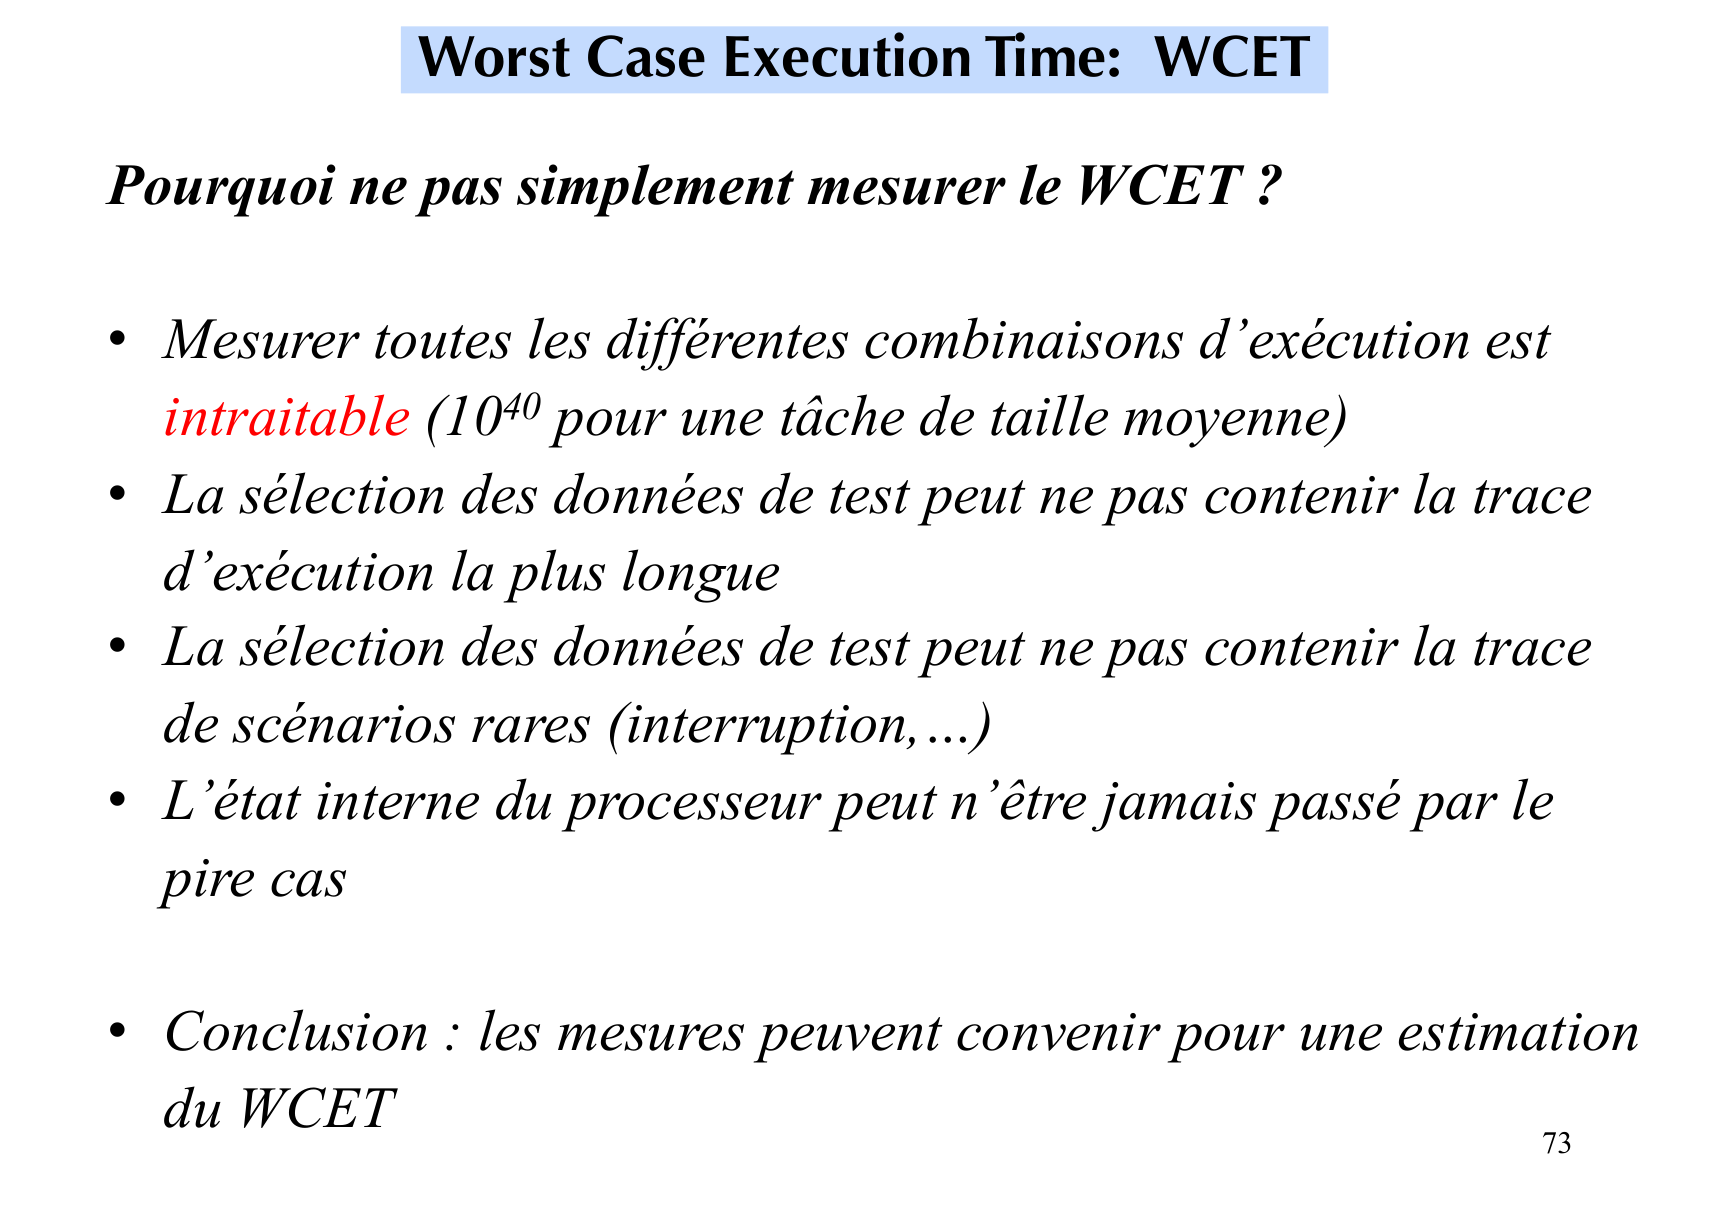 Worst Case Execution Time: WCET
Pourquoi ne pas simplement mesurer le WCET ?
• Mesurer toutes les différentes combinaisons d’exécution est
intraitable (10⁴⁰ pour une tâche de taille moyenne)
• La sélection des données de test peut ne pas contenir la trace
d’exécution la plus longue
• La sélection des données de test peut ne pas contenir la trace
de scénarios rares (interruption,...)
• L’état interne du processeur peut n’être jamais passé par le
pire cas
• Conclusion : les mesures peuvent convenir pour une estimation
du WCET
73